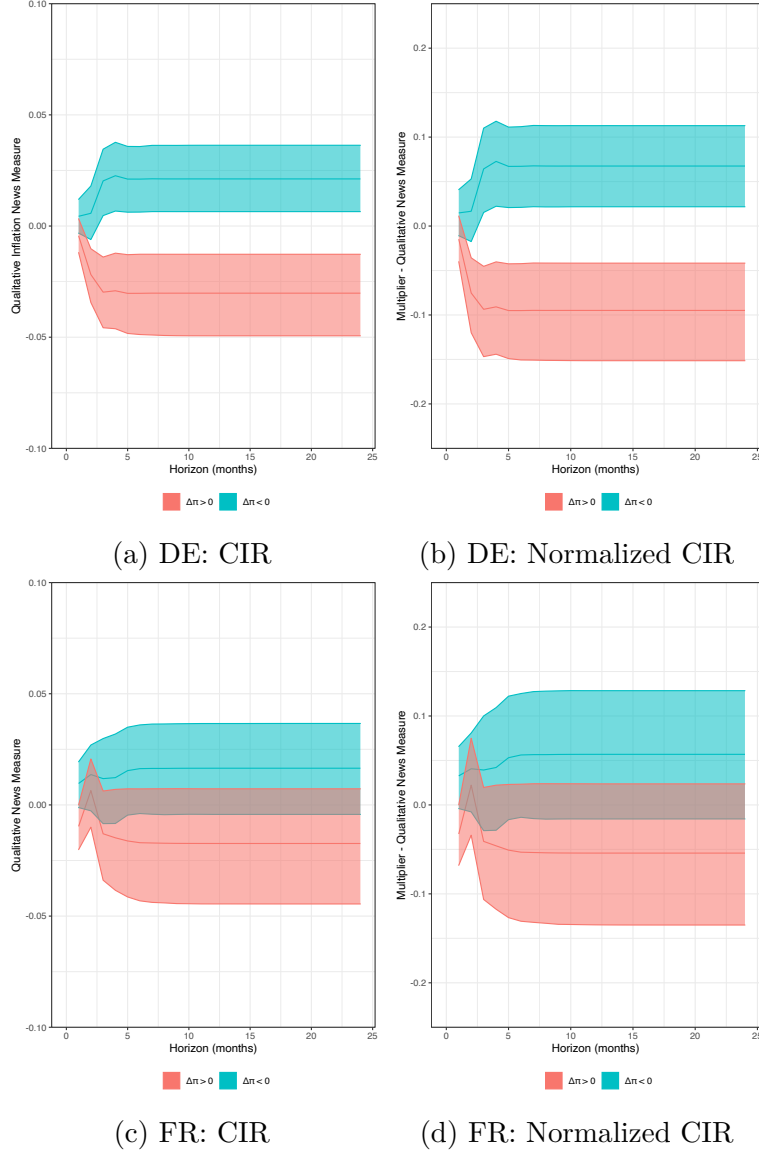 0.10
0.05
0.00
-0.05
-0.10
Qualitative Inflation News Measure
0
5
10
15
20
25
Horizon (months)
Δπ > 0
Δπ < 0
(a) DE: CIR
0.2
0.1
0.0
-0.1
-0.2
Multiplier - Qualitative News Measure
0
5
10
15
20
25
Horizon (months)
Δπ > 0
Δπ < 0
(b) DE: Normalized CIR
0.10
0.05
0.00
-0.05
-0.10
Qualitative News Measure
0
5
10
15
20
25
Horizon (months)
Δπ > 0
Δπ < 0
(c) FR: CIR
0.2
0.1
0.0
-0.1
-0.2
Multiplier - Qualitative News Measure
0
5
10
15
20
25
Horizon (months)
Δπ > 0
Δπ < 0
(d) FR: Normalized CIR